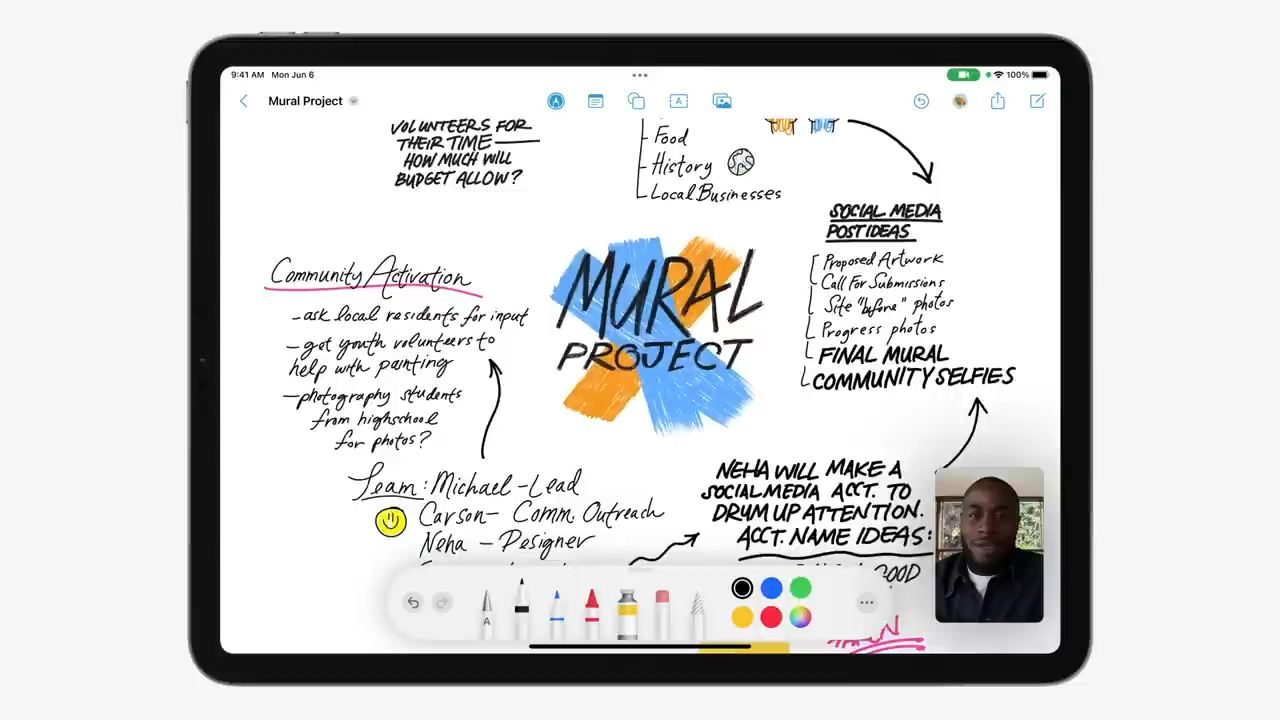 9:41 AM Mon Jun 6
100%
Mural Project
A
VOLUNTEERS FOR
THEIR TIME
HOW MUCH WILL
BUDGET ALLOW?
Food
History
Local Businesses
SOCIAL MEDIA
POST IDEAS
Proposed Artwork
Call For Submissions
Site "before" photos
Progress photos
FINAL MURAL
COMMUNITY SELFIES
MURAL
PROJECT
Community Activation
- ask local residents for input
- got youth volunteers to
help with painting
- photography students
from highschool
for photos?
Team: Michael - Lead
Carson - Comm. Outreach
Neha - Designer
NEHA WILL MAKE A
SOCIAL MEDIA ACCT. TO
DRUM UP ATTENTION.
ACCT. NAME IDEAS:
GOOD
A